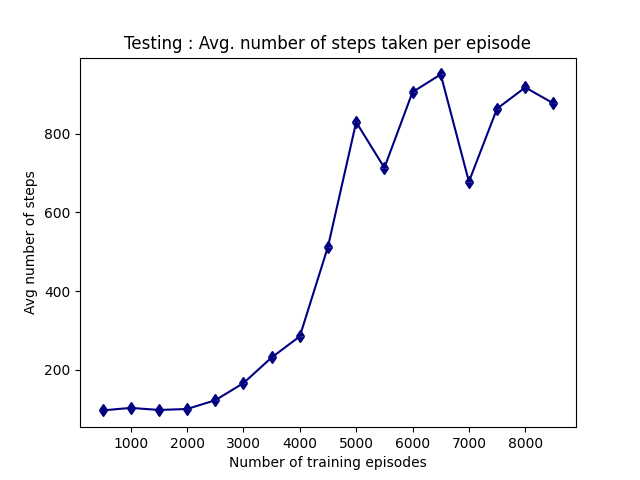 Testing : Avg. number of steps taken per episode
Avg number of steps
800
600
400
200
1000 2000 3000 4000 5000 6000 7000 8000
Number of training episodes